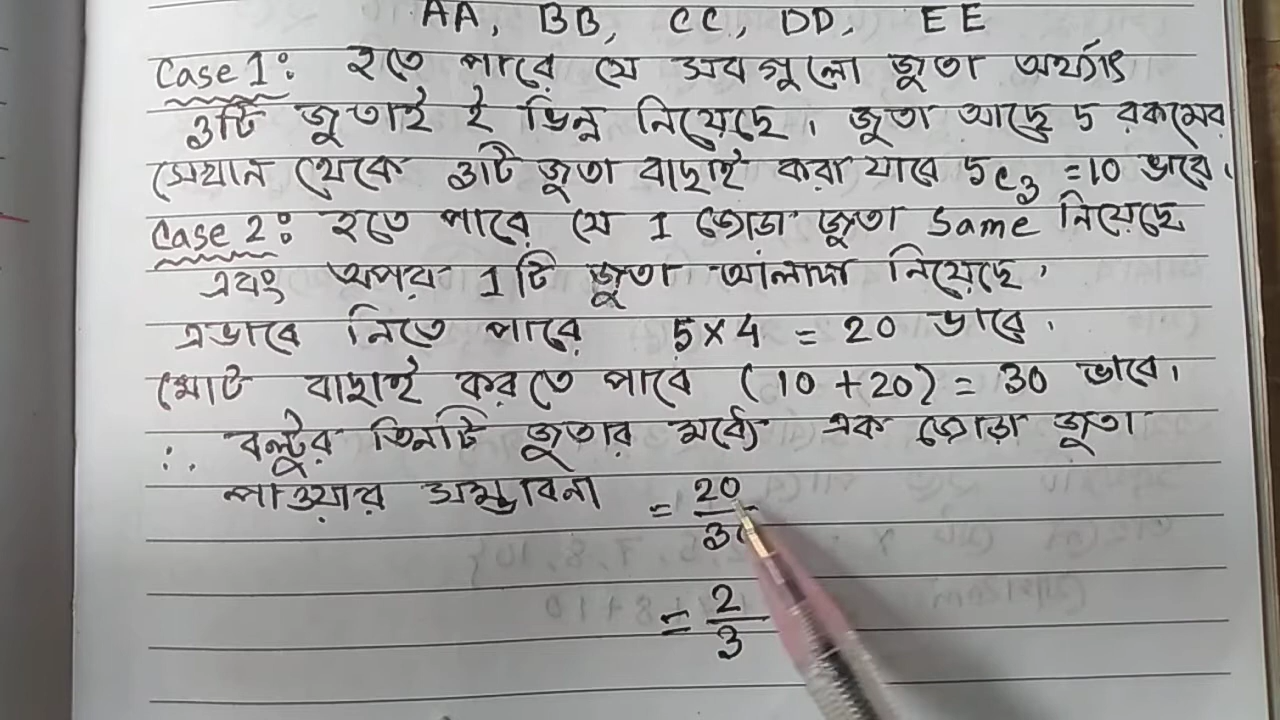 AA, BB, CC, DD, EE
Case 1: হতে পারে যে সবগুলো জুতা অর্থ্যাৎ
৩টি জুতাই ই ভিন্ন নিয়েছে। জুতা আছে 5 রকমের
সেখান থেকে ৩টি জুতা বাছাই করা যাবে 5c3 =10 ভাবে।
Case 2: হতে পারে যে 1 জোড়া জুতা Same নিয়েছে
এবং অপর 1টি জুতা আলাদা নিয়েছে,
এভাবে নিতে পারে 5×4 = 20 ভাবে।
মোট বাছাই করতে পাবে (10+20) = 30 ভাবে।
∴ বল্টুর তিনটি জুতার মধ্যে এক জোড়া জুতা
পাওয়ার সম্ভাবনা = 20/30
= 2/3